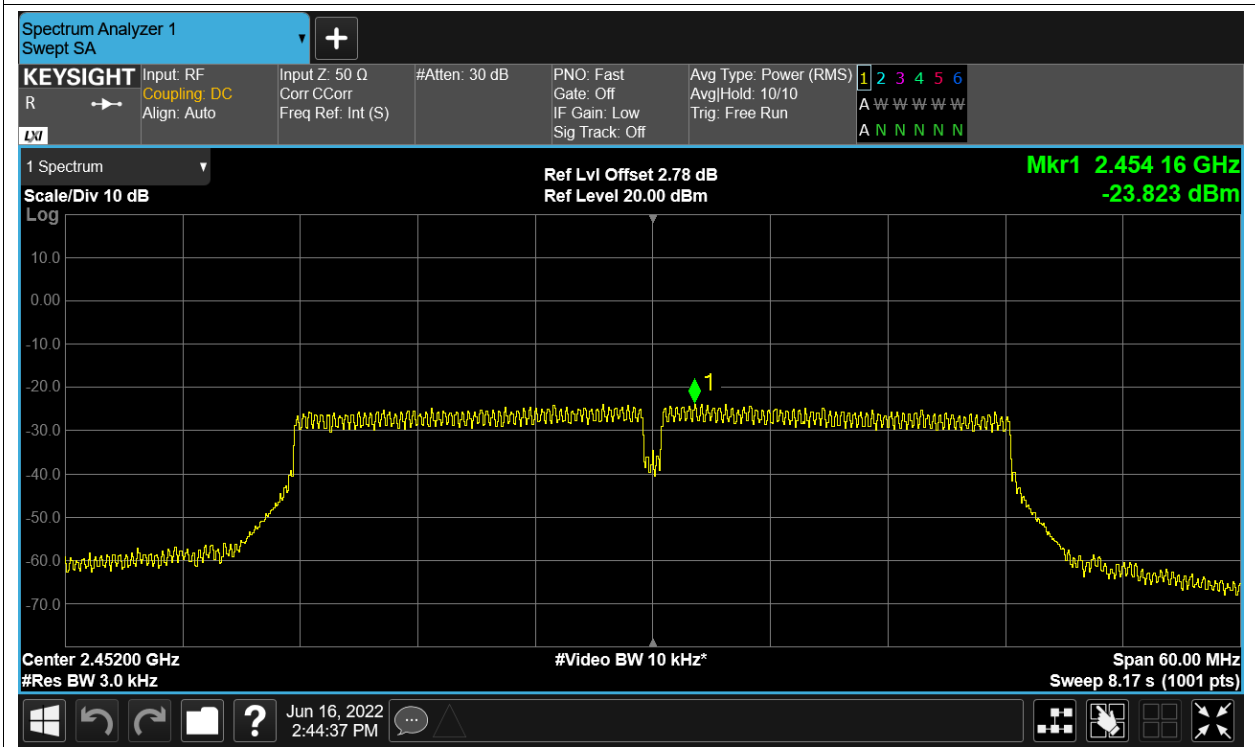 Spectrum Analyzer 1
Swept SA
KEYSIGHT
R
LXI
Input: RF
Coupling: DC
Align: Auto
Input Z: 50 Ω
Corr CCorr
Freq Ref: Int (S)
#Atten: 30 dB
PNO: Fast
Gate: Off
IF Gain: Low
Sig Track: Off
Avg Type: Power (RMS)
Avg|Hold: 10/10
Trig: Free Run
1 2 3 4 5 6
A W W W W W
A N N N N N
1 Spectrum
Scale/Div 10 dB
Log
Ref Lvl Offset 2.78 dB
Ref Level 20.00 dBm
Mkr1 2.454 16 GHz
-23.823 dBm
10.0
0.00
-10.0
-20.0
-30.0
-40.0
-50.0
-60.0
-70.0
1
Center 2.45200 GHz
#Res BW 3.0 kHz
#Video BW 10 kHz*
Span 60.00 MHz
Sweep 8.17 s (1001 pts)
?
Jun 16, 2022
2:44:37 PM